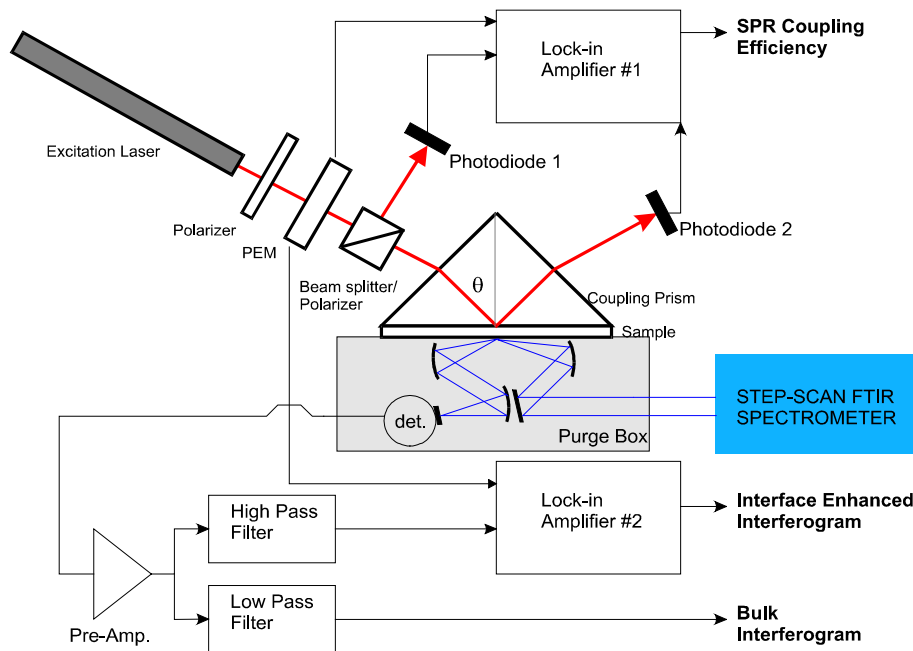 SPR Coupling
Efficiency
Lock-in
Amplifier #1
Excitation Laser
Photodiode 1
Polarizer
Photodiode 2
PEM
Beam splitter/
Polarizer
θ
Coupling Prism
Sample
det.
Purge Box
STEP-SCAN FTIR
SPECTROMETER
High Pass
Filter
Lock-in
Amplifier #2
Interface Enhanced
Interferogram
Low Pass
Filter
Pre-Amp.
Bulk
Interferogram